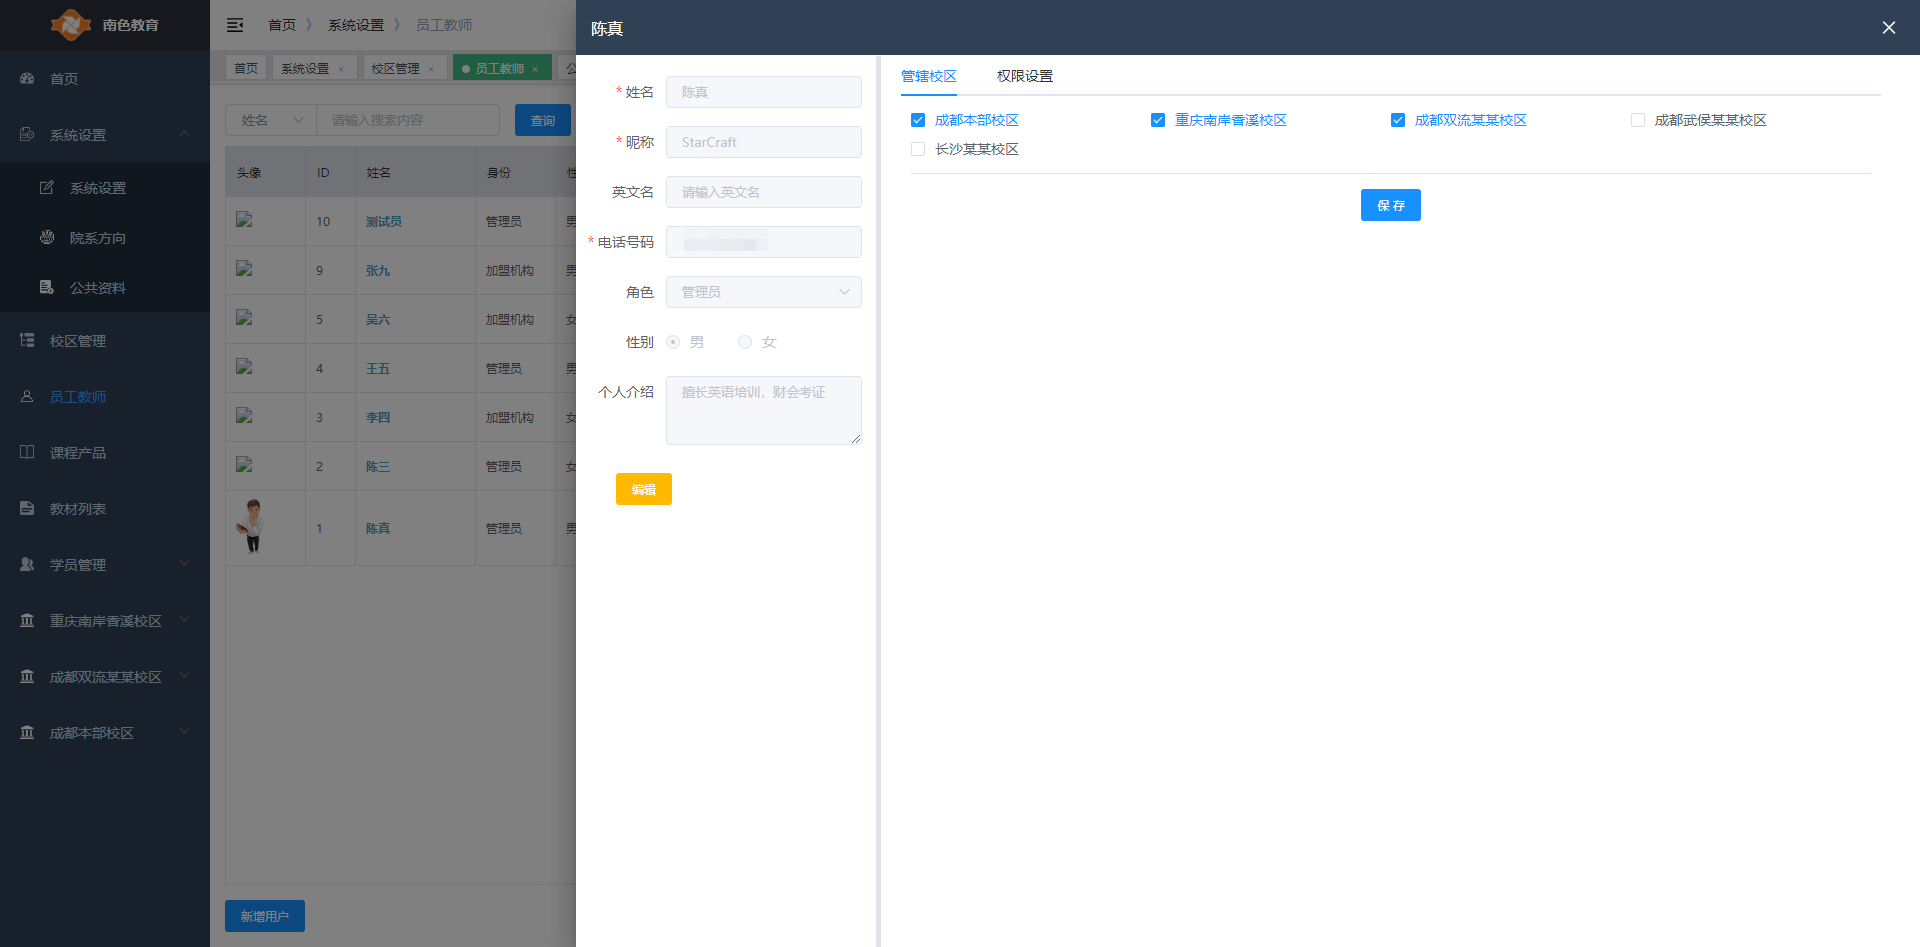 南色教育
首页
系统设置
系统设置
院系方向
公共资料
校区管理
员工教师
课程产品
教材列表
学员管理
重庆南岸香溪校区
成都双流某某校区
成都本部校区
首页 》 系统设置 》 员工教师
首页 系统设置 × 校区管理 × 员工教师 × 公
姓名 请输入搜索内容 查询
头像 ID 姓名 身份 性
10 测试员 管理员 男
9 张九 加盟机构 男
5 吴六 加盟机构 女
4 王五 管理员 男
3 李四 加盟机构 女
2 陈三 管理员 女
1 陈真 管理员 男
新增用户
陈真
* 姓名 陈真
* 昵称 StarCraft
英文名 请输入英文名
* 电话号码
角色 管理员
性别 男 女
个人介绍 擅长英语培训，财会考证
编辑
管辖校区 权限设置
成都本部校区 重庆南岸香溪校区 成都双流某某校区 成都武侯某某校区
长沙某某校区
保 存